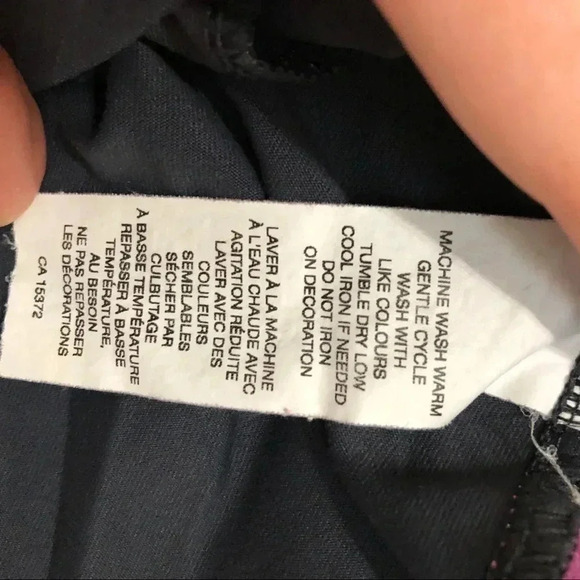 MACHINE WASH WARM
GENTLE CYCLE
WASH WITH
LIKE COLOURS
TUMBLE DRY LOW
COOL IRON IF NEEDED
DO NOT IRON
ON DECORATION
LAVER À LA MACHINE
À L'EAU CHAUDE AVEC
AGITATION RÉDUITE
LAVER AVEC DES
COULEURS
SEMBLABLES
SÉCHER PAR
CULBUTAGE
À BASSE TEMPÉRATURE
REPASSER À BASSE
TEMPÉRATURE,
AU BESOIN
NE PAS REPASSER
LES DÉCORATIONS
CA 15372